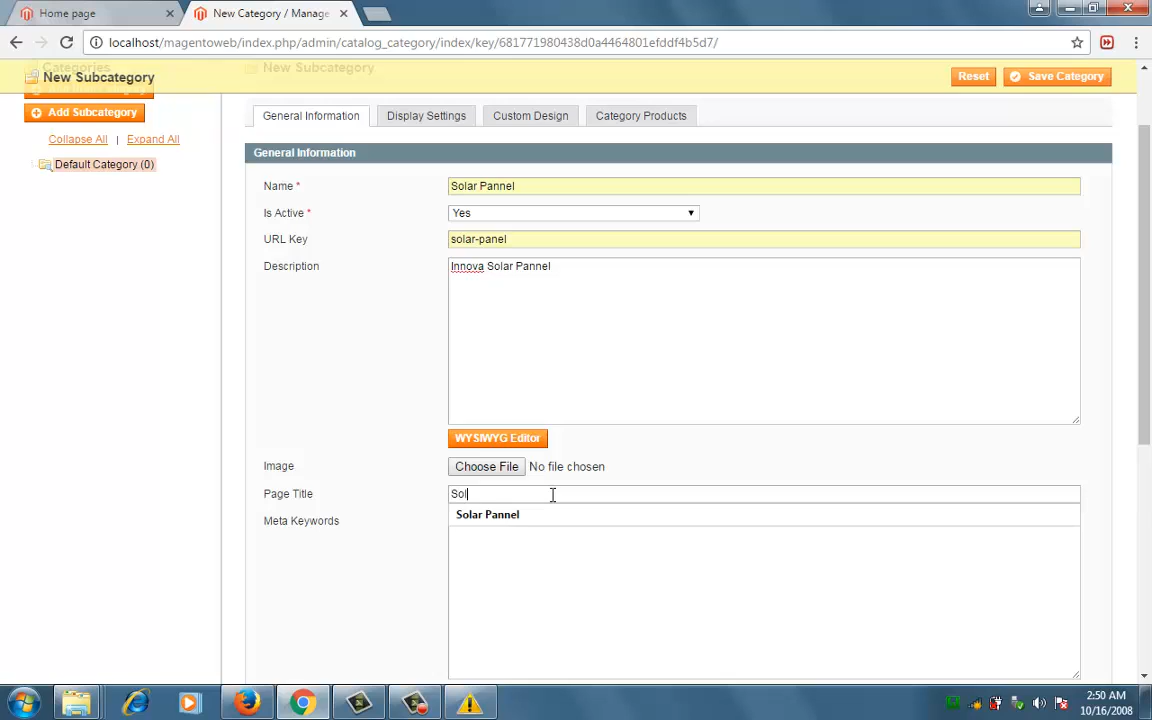 Home page
New Category / Manage
localhost/magentoweb/index.php/admin/catalog_category/index/key/681771980438d0a4464801efddf4b5d7/
Categories
New Subcategory
New Subcategory
Reset
Save Category
Add Subcategory
Collapse All | Expand All
Default Category (0)
General Information
Display Settings
Custom Design
Category Products
General Information
Name *
Solar Pannel
Is Active *
Yes
URL Key
solar-panel
Description
Innova Solar Pannel
WYSIWYG Editor
Image
Choose File No file chosen
Page Title
Sol
Solar Pannel
Meta Keywords
2:50 AM
10/16/2008